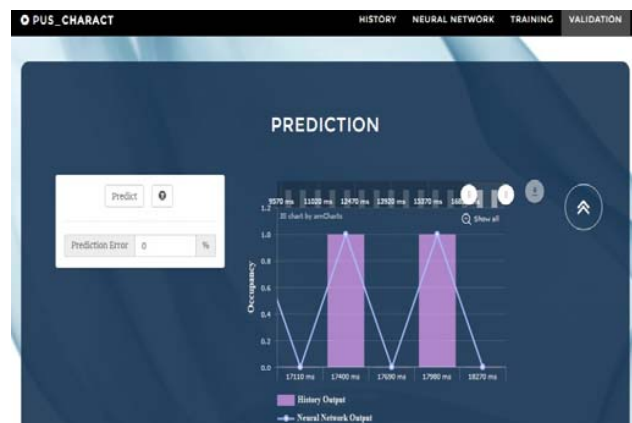 PUS_CHARACT
HISTORY NEURAL NETWORK TRAINING VALIDATION
PREDICTION
Predict
Prediction Error 0 %
9570 ms 11020 ms 12470 ms 13920 ms 15370 ms
JS chart by amCharts
Show all
Occupancy
1.2
1.0
0.8
0.6
0.4
0.2
0.0
17110 ms 17400 ms 17690 ms 17980 ms 18270 ms
History Output
Neural Network Output